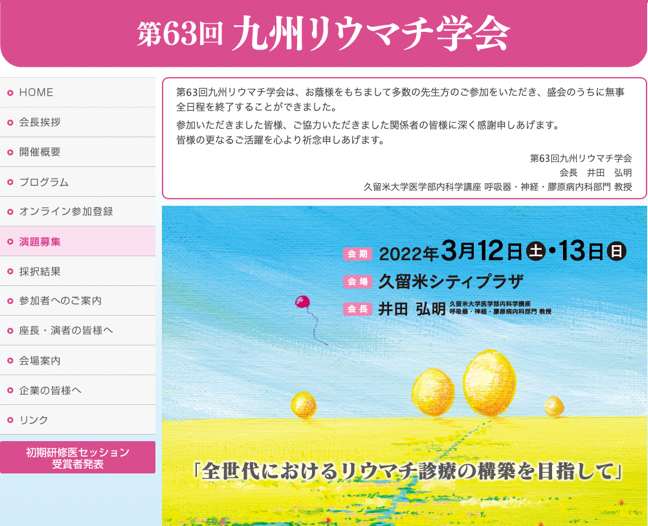 第63回 九州リウマチ学会
HOME
会長挨拶
開催概要
プログラム
オンライン参加登録
演題募集
採択結果
参加者へのご案内
座長・演者の皆様へ
会場案内
企業の皆様へ
リンク
初期研修医セッション
受賞者発表
第63回九州リウマチ学会は、お蔭様をもちまして多数の先生方のご参加をいただき、盛会のうちに無事
全日程を終了することができました。
参加いただきました皆様、ご協力いただきました関係者の皆様に深く感謝申しあげます。
皆様の更なるご活躍を心より祈念申しあげます。
第63回九州リウマチ学会
会長 井田 弘明
久留米大学医学部内科学講座 呼吸器・神経・膠原病内科部門 教授
会期 2022年3月12日土・13日日
会場 久留米シティプラザ
会長 井田 弘明 久留米大学医学部内科学講座
呼吸器・神経・膠原病内科部門 教授
「全世代におけるリウマチ診療の構築を目指して」